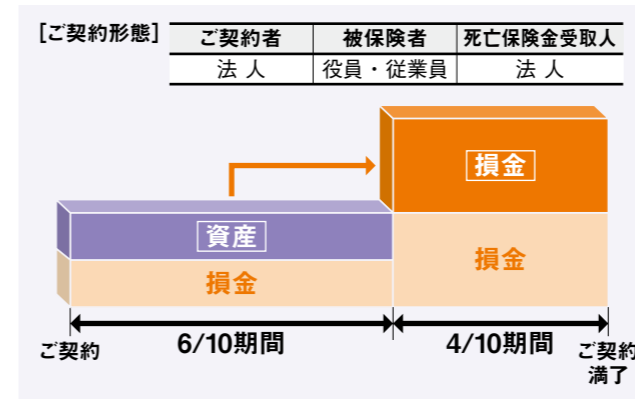 [ご契約形態]
ご契約者 被保険者 死亡保険金受取人
法 人 役員・従業員 法 人
損金
資産
損金
損金
6/10期間 4/10期間
ご契約 ご契約
満了